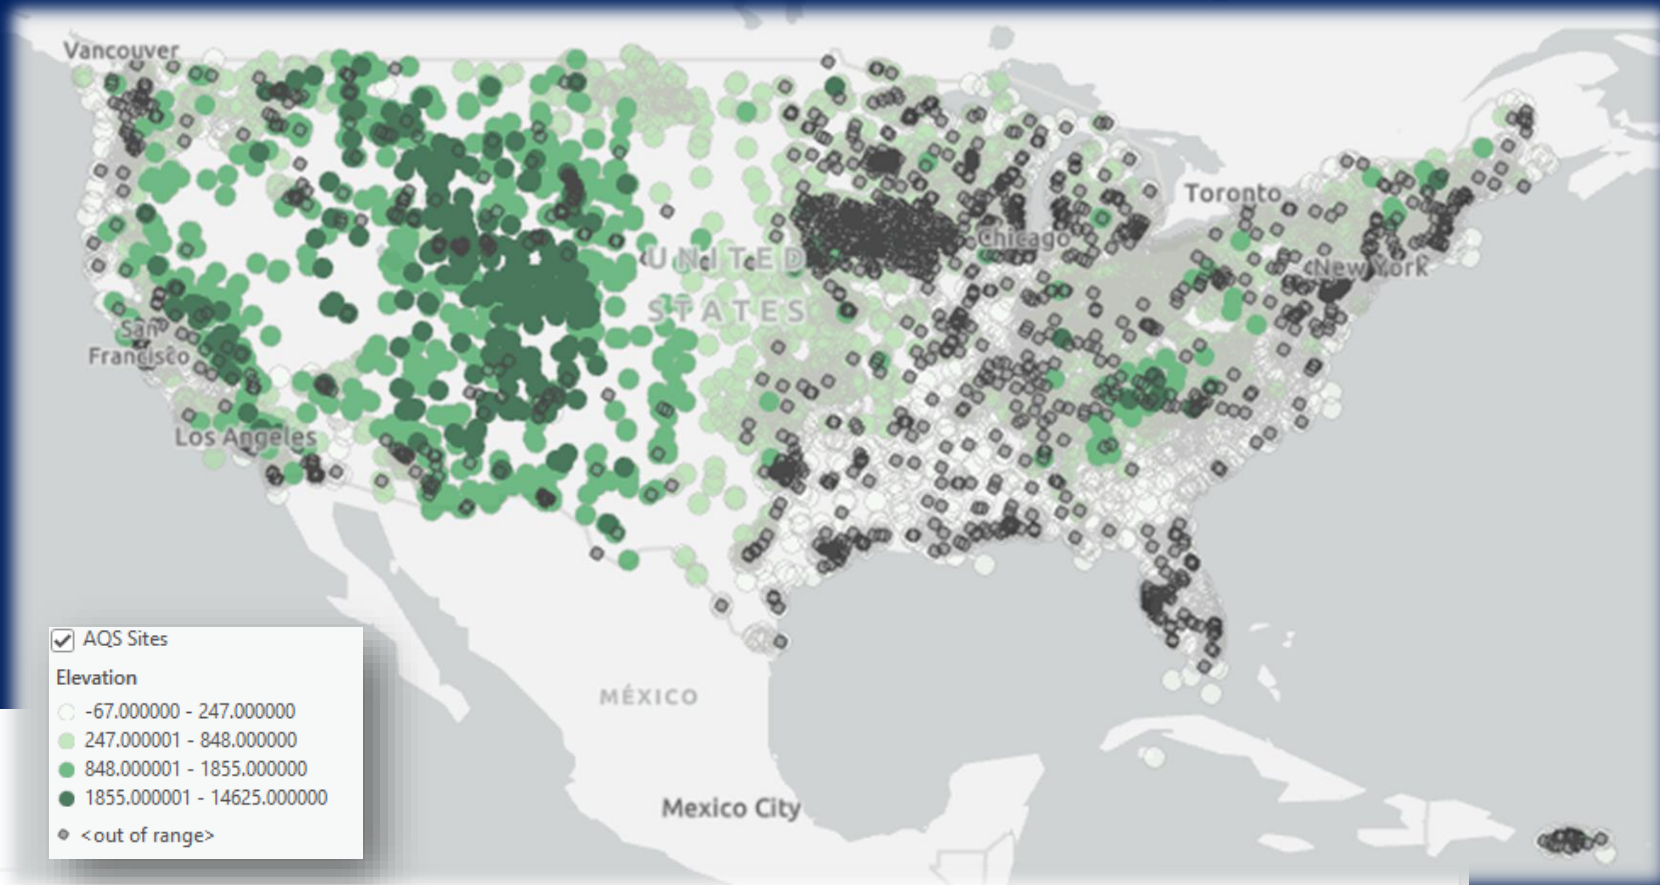 Vancouver
Toronto
Chicago
New York
UNITED
STATES
San
Francisco
Los Angeles
MÉXICO
Mexico City
AQS Sites
Elevation
-67.000000 - 247.000000
247.000001 - 848.000000
848.000001 - 1855.000000
1855.000001 - 14625.000000
<out of range>